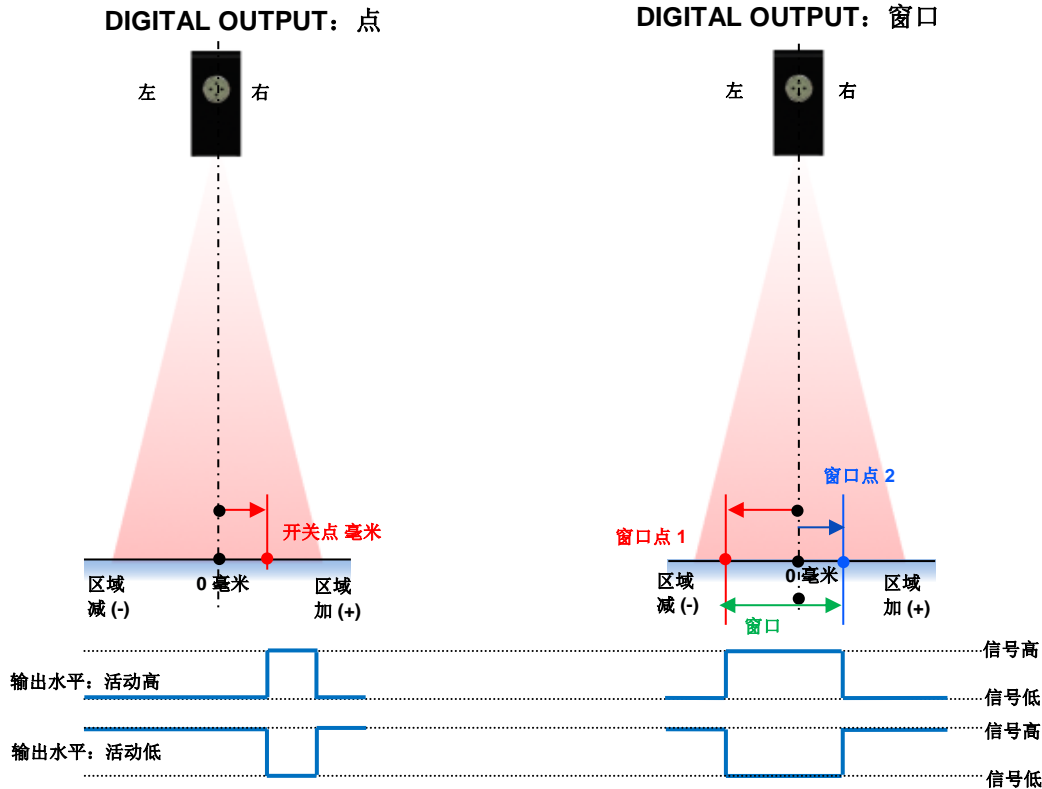 DIGITAL OUTPUT：点
左
右
开关点 毫米
区域
减 (-)
0 毫米
区域
加 (+)
DIGITAL OUTPUT：窗口
左
右
窗口点 2
窗口点 1
区域
减 (-)
0 毫米
区域
加 (+)
窗口
输出水平：活动高
信号高
信号低
输出水平：活动低
信号高
信号低